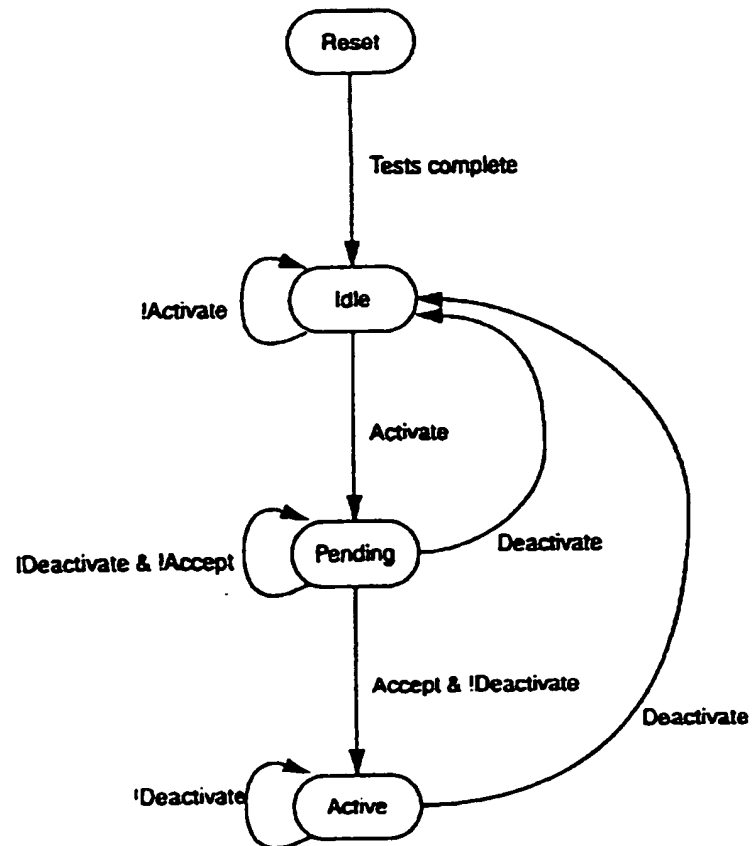 Reset
Tests complete
Idle
!Activate
Activate
Pending
!Deactivate & !Accept
Deactivate
Accept & !Deactivate
Deactivate
!Deactivate
Active